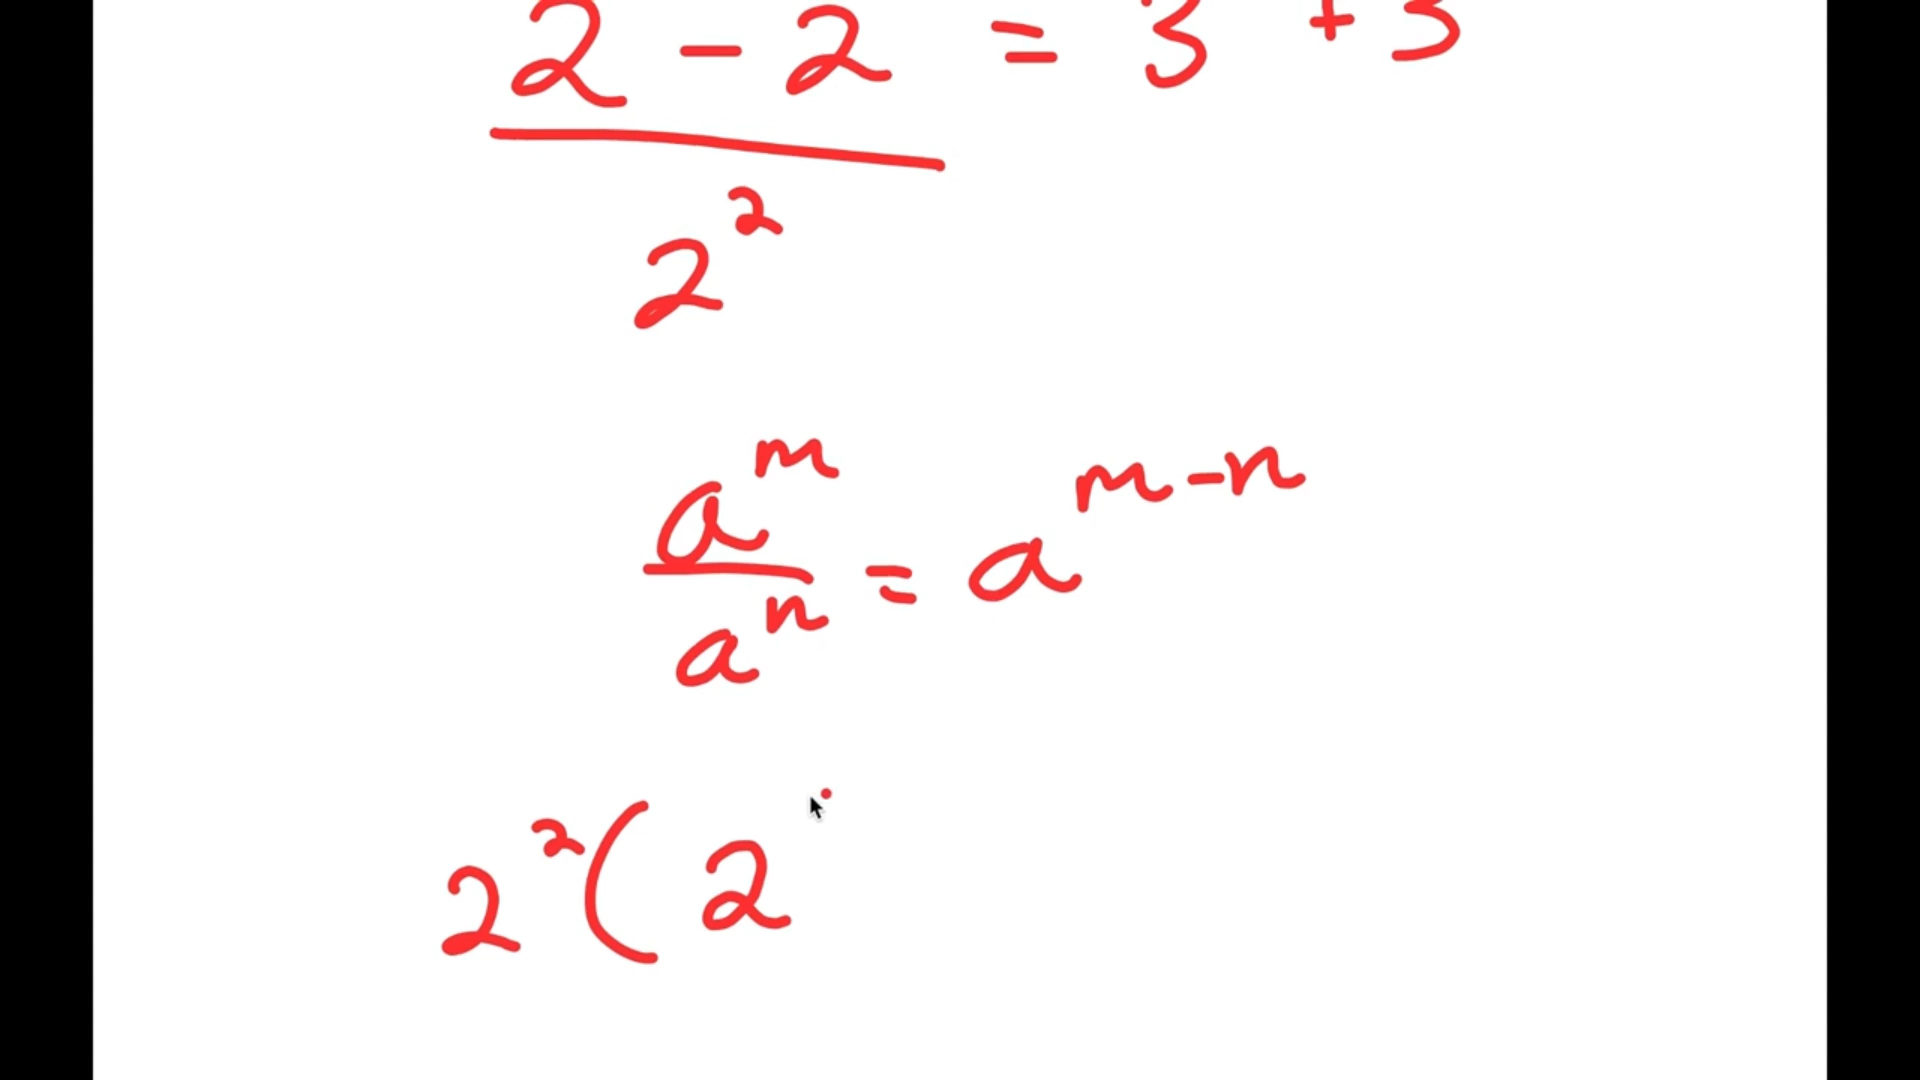 2 - 2 = 3 + 3
2²
aᵐ / aⁿ = aᵐ⁻ⁿ
2² ( 2